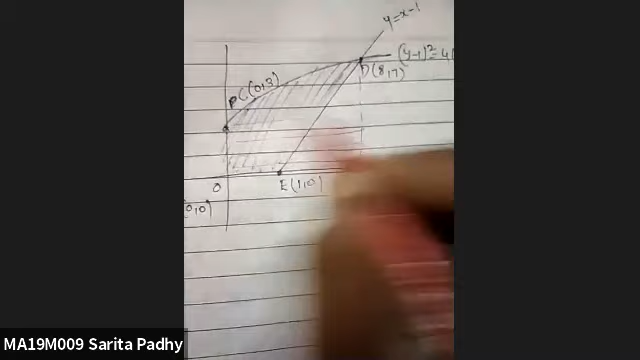 y=x-1
(y-1)²=4(
D(8,7)
C(0,3)
O
E(1,0)
0,0)
MA19M009 Sarita Padhy